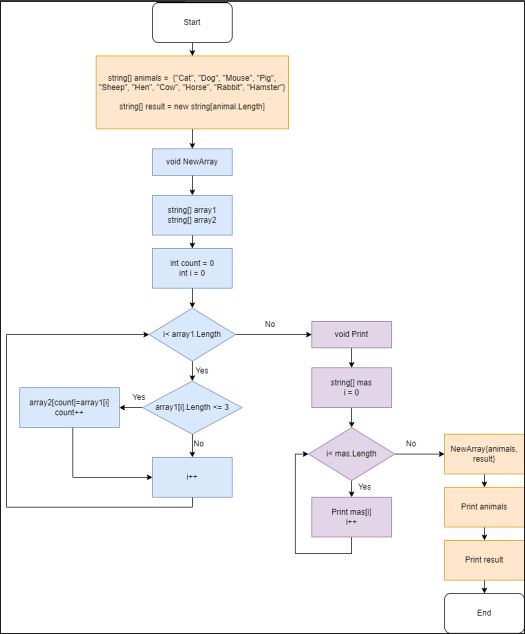 Start
string[] animals = {"Cat", "Dog", "Mouse", "Pig",
"Sheep", "Hen", "Cow", "Horse", "Rabbit", "Hamster"}
string[] result = new string[animal.Length]
void NewArray
string[] array1
string[] array2
int count = 0
int i = 0
i< array1.Length
No
void Print
Yes
string[] mas
i = 0
array2[count]=array1[i]
count++
Yes
array1[i].Length <= 3
No
i++
i< mas.Length
No
NewArray{animals,
result}
Yes
Print mas[i]
i++
Print animals
Print result
End